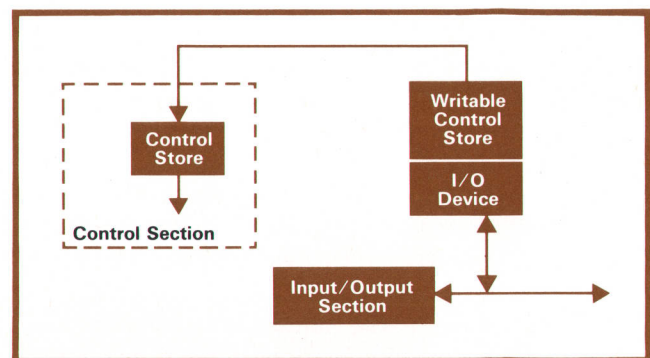 Writable
Control
Store
Control
Store
I/O
Device
Control Section
Input/Output
Section